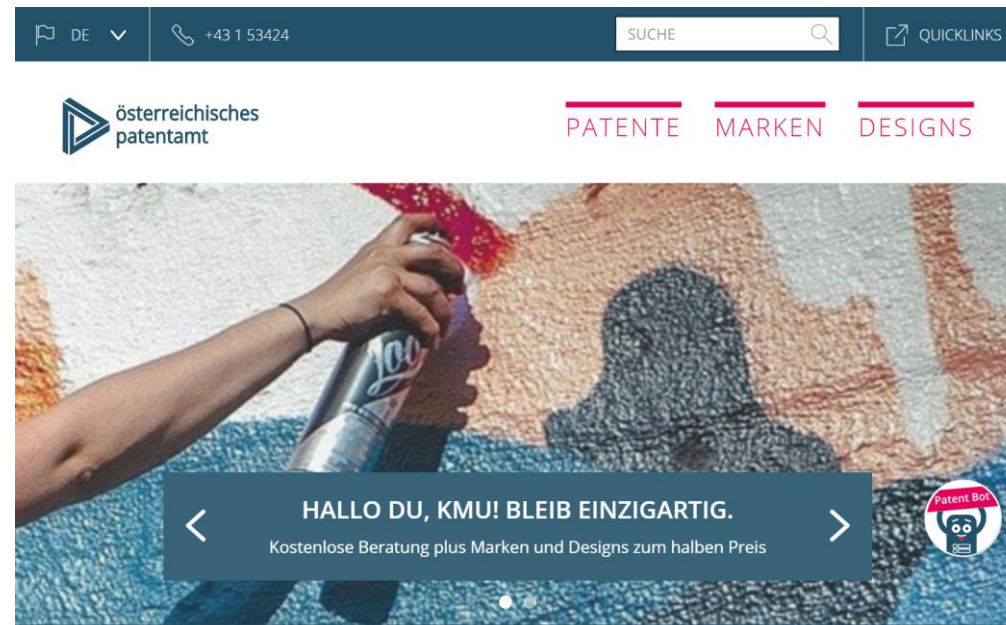 DE
+43 1 53424
SUCHE
QUICKLINKS
österreichisches
patentamt
PATENTE
MARKEN
DESIGNS
Loo
HALLO DU, KMU! BLEIB EINZIGARTIG.
Kostenlose Beratung plus Marken und Designs zum halben Preis
Patent Bot